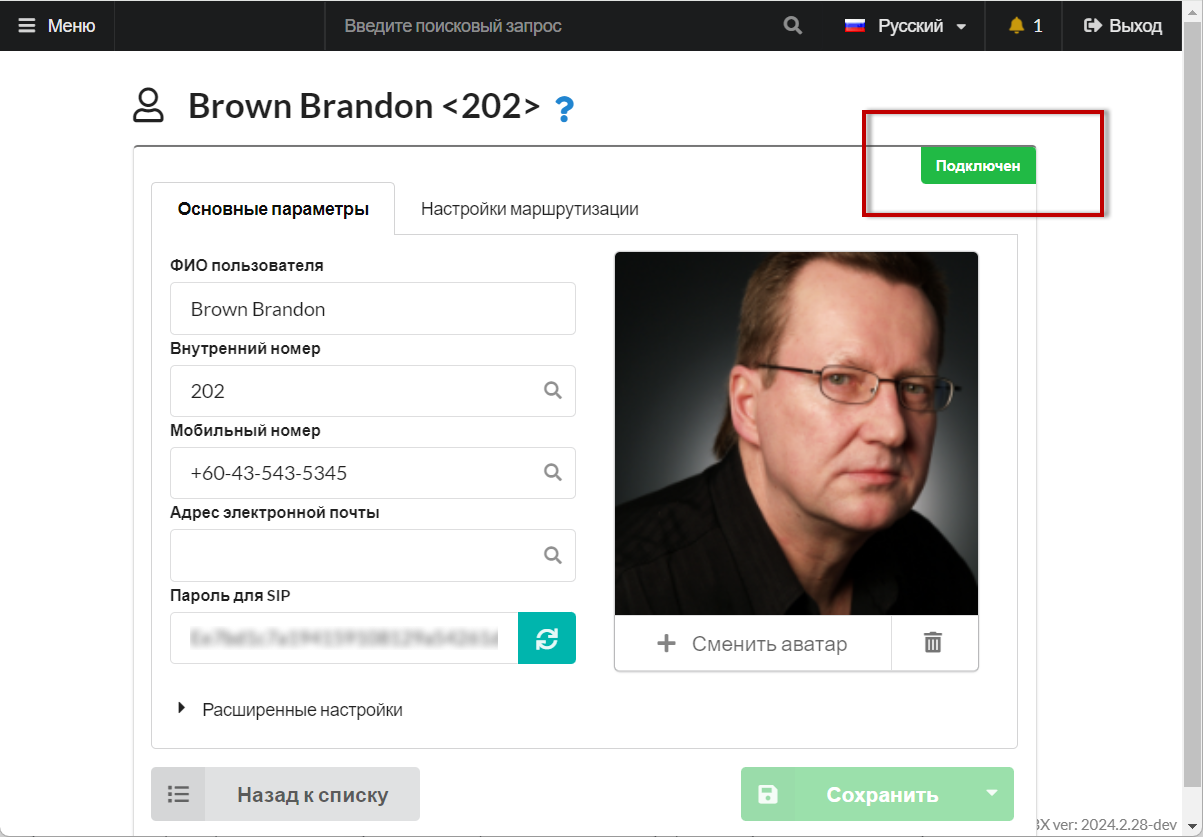 Меню
Введите поисковый запрос
Русский
1
Выход
Brown Brandon <202> ?
Подключен
Основные параметры
Настройки маршрутизации
ФИО пользователя
Brown Brandon
Внутренний номер
202
Мобильный номер
+60-43-543-5345
Адрес электронной почты
Пароль для SIP
Сменить аватар
Расширенные настройки
Назад к списку
Сохранить
ver: 2024.2.28-dev